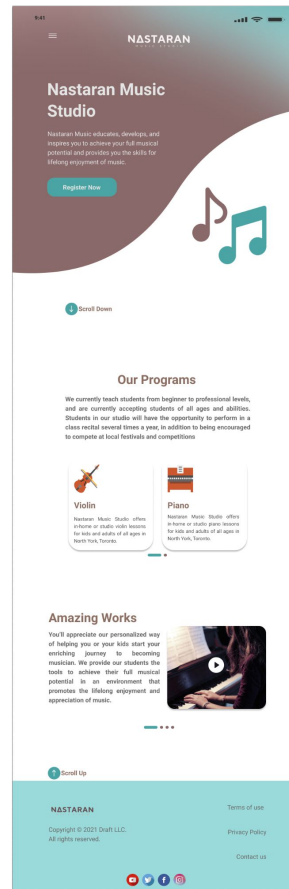 9:41
NASTARAN
MUSIC STUDIO
Nastaran Music
Studio
Nastaran Music educates, develops, and
inspires you to achieve your full musical
potential and provides you the skills for
lifelong enjoyment of music.
Register Now
Scroll Down
Our Programs
We currently teach students from beginner to professional levels,
and are currently accepting students of all ages and abilities.
Students in our studio will have the opportunity to perform in a
class recital several times a year, in addition to being encouraged
to compete at local festivals and competitions
Violin
Nastaran Music Studio offers
in-home or studio violin lessons
for kids and adults of all ages in
North York, Toronto.
Piano
Nastaran Music Studio offers
in-home or studio piano lessons
for kids and adults of all ages in
North York, Toronto.
Amazing Works
You'll appreciate our personalized way
of helping you or your kids start your
enriching journey to becoming
musician. We provide our students the
tools to achieve their full musical
potential in an environment that
promotes the lifelong enjoyment and
appreciation of music.
Scroll Up
NASTARAN
Terms of use
Copyright © 2021 Draft LLC.
All rights reserved.
Privacy Policy
Contact us